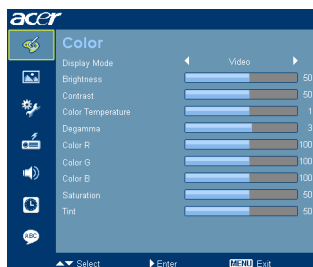 acer
Color
Display Mode Video
Brightness 50
Contrast 50
Color Temperature 1
Degamma 3
Color R 100
Color G 100
Color B 100
Saturation 50
Tint 50
ABC
Select Enter MENU Exit